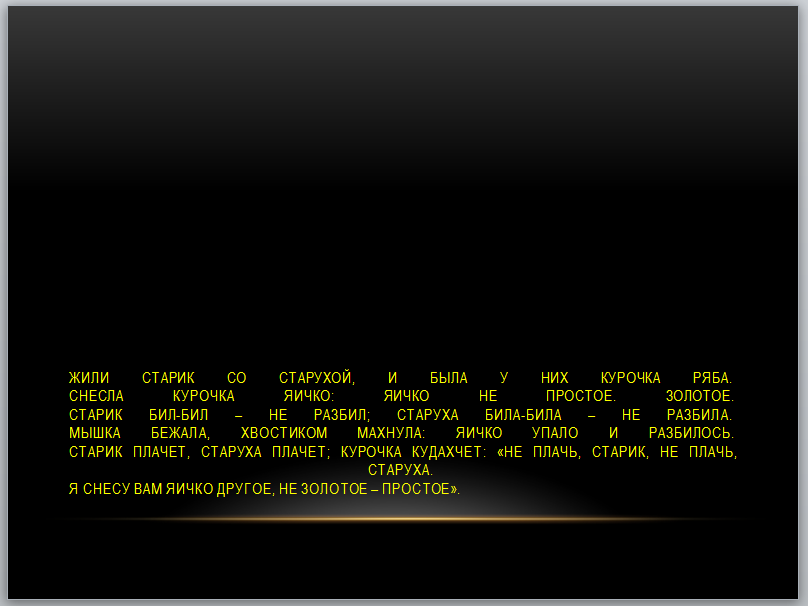 ЖИЛИ СТАРИК СО СТАРУХОЙ, И БЫЛА У НИХ КУРОЧКА РЯБА.
СНЕСЛА КУРОЧКА ЯИЧКО: ЯИЧКО НЕ ПРОСТОЕ. ЗОЛОТОЕ.
СТАРИК БИЛ-БИЛ – НЕ РАЗБИЛ; СТАРУХА БИЛА-БИЛА – НЕ РАЗБИЛА.
МЫШКА БЕЖАЛА, ХВОСТИКОМ МАХНУЛА: ЯИЧКО УПАЛО И РАЗБИЛОСЬ.
СТАРИК ПЛАЧЕТ, СТАРУХА ПЛАЧЕТ; КУРОЧКА КУДАХЧЕТ: «НЕ ПЛАЧЬ, СТАРИК, НЕ ПЛАЧЬ,
СТАРУХА.
Я СНЕСУ ВАМ ЯИЧКО ДРУГОЕ, НЕ ЗОЛОТОЕ – ПРОСТОЕ».